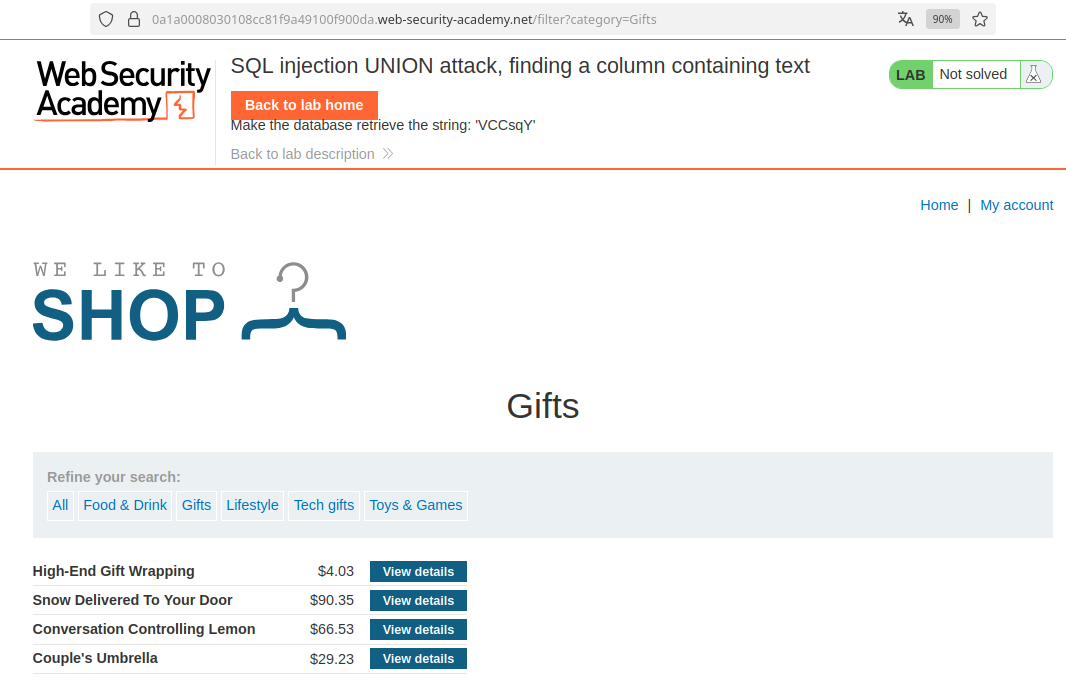 0a1a0008030108cc81f9a49100f900da.web-security-academy.net/filter?category=Gifts 90%
Web Security Academy
SQL injection UNION attack, finding a column containing text
LAB Not solved
Back to lab home
Make the database retrieve the string: 'VCCsqY'
Back to lab description
Home | My account
WE LIKE TO
SHOP
Gifts
Refine your search:
All Food & Drink Gifts Lifestyle Tech gifts Toys & Games
High-End Gift Wrapping $4.03 View details
Snow Delivered To Your Door $90.35 View details
Conversation Controlling Lemon $66.53 View details
Couple's Umbrella $29.23 View details